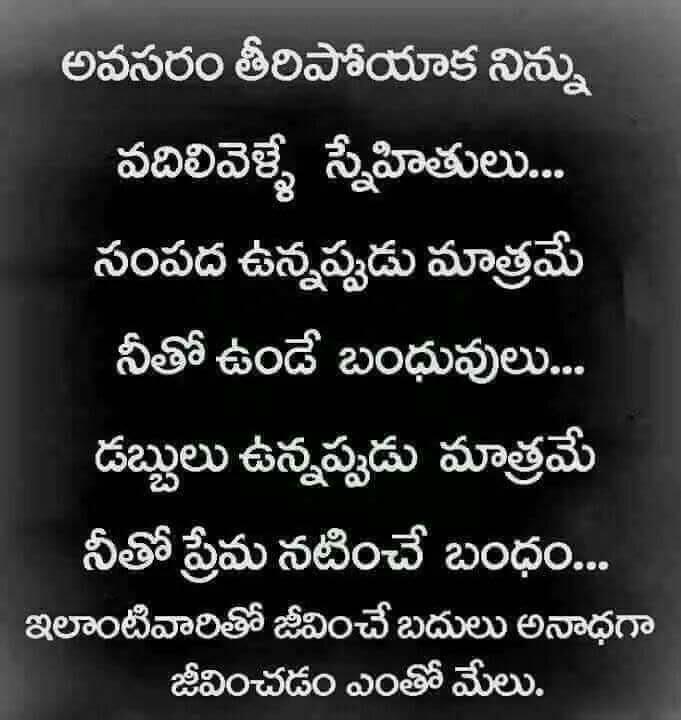 అవసరం తీరిపోయాక నిన్ను
వదిలివెళ్ళే స్నేహితులు...
సంపద ఉన్నప్పుడు మాత్రమే
నీతో ఉండే బంధువులు...
డబ్బులు ఉన్నప్పుడు మాత్రమే
నీతో ప్రేమ నటించే బంధం...
ఇలాంటివారితో జీవించే బదులు అనాధగా
జీవించడం ఎంతో మేలు.